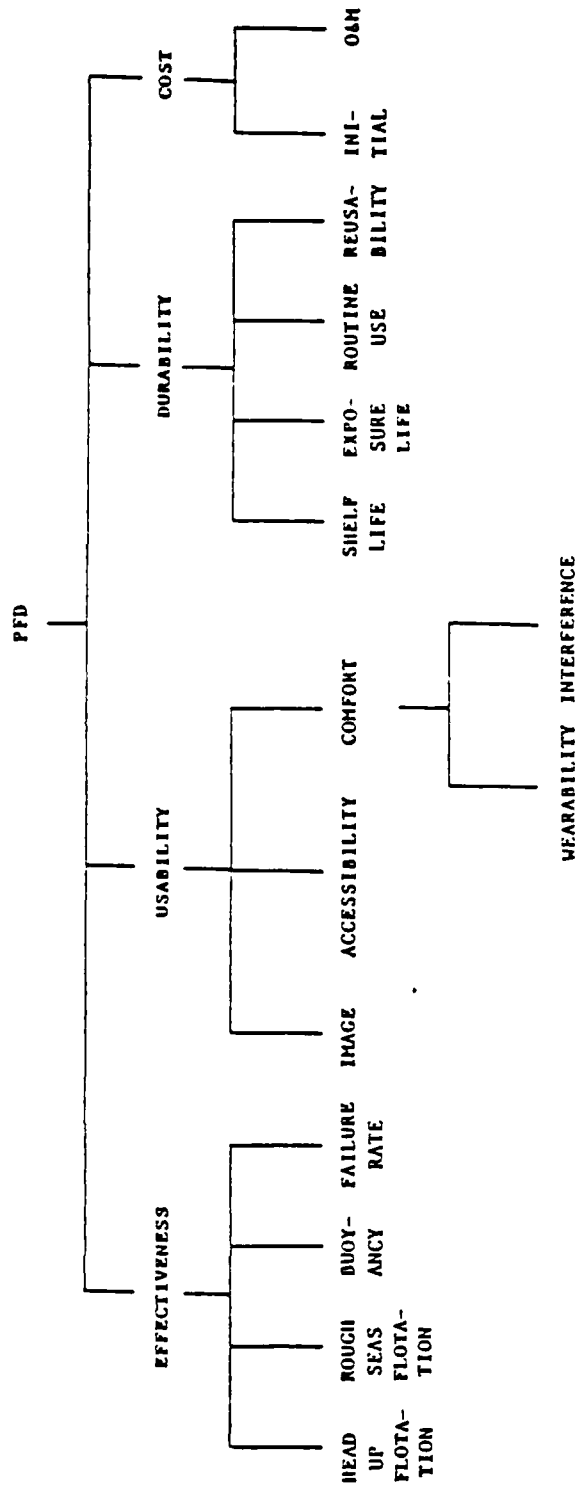 PFD
EFFECTIVENESS
USABILITY
DURABILITY
COST
HEAD
UP
FLOTA-
TION
ROUGH
SEAS
FLOTA-
TION
BUOY-
ANCY
FAILURE
RATE
IMAGE
ACCESSIBILITY
COMFORT
SHELF
LIFE
EXPO-
SURE
LIFE
ROUTINE
USE
REUSA-
BILITY
INI-
TIAL
O&M
WEARABILITY INTERFERENCE